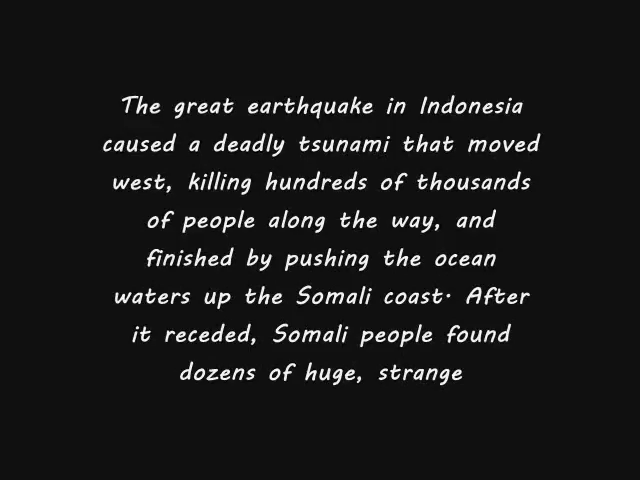 The great earthquake in Indonesia
caused a deadly tsunami that moved
west, killing hundreds of thousands
of people along the way, and
finished by pushing the ocean
waters up the Somali coast. After
it receded, Somali people found
dozens of huge, strange